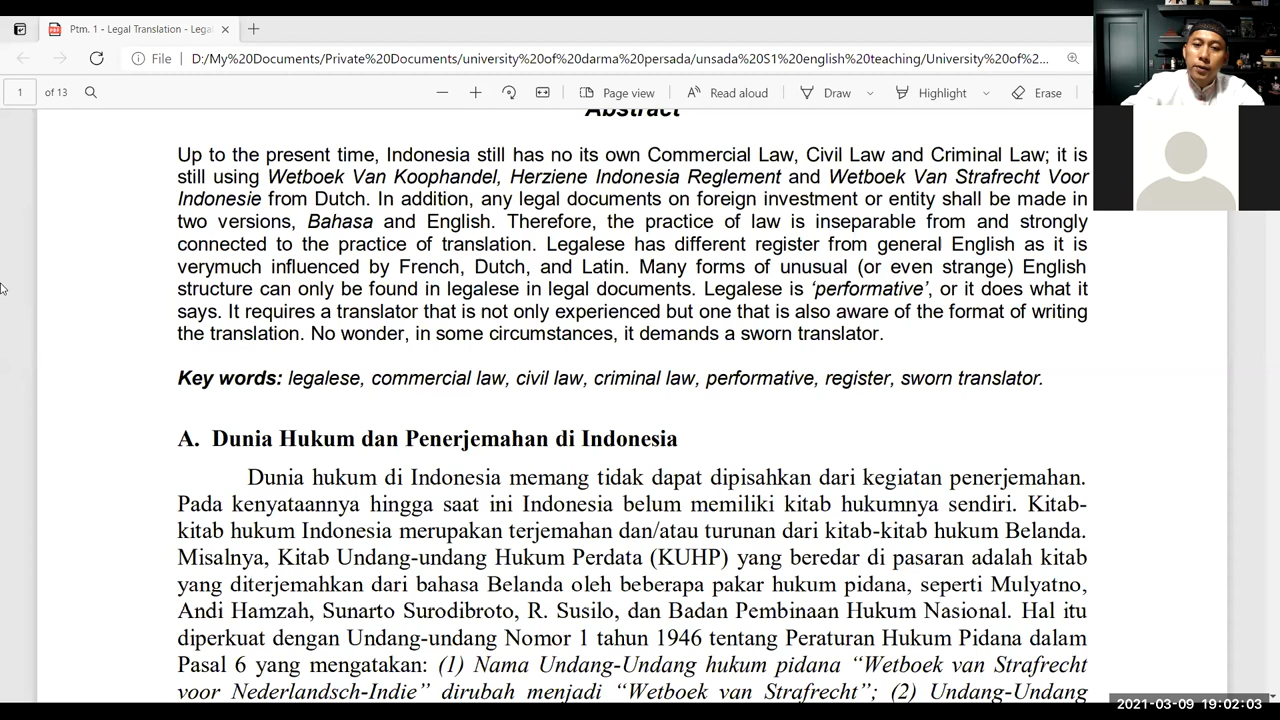 Ptm. 1 - Legal Translation - Lega
File
D:/My%20Documents/Private%20Documents/university%20of%20darma%20persada/unsada%20S1%20english%20teaching/University%20of%2...
1 of 13
Page view
Read aloud
Draw
Highlight
Erase
Abstract
Up to the present time, Indonesia still has no its own Commercial Law, Civil Law and Criminal Law; it is
still using Wetboek Van Koophandel, Herziene Indonesia Reglement and Wetboek Van Strafrecht Voor
Indonesie from Dutch. In addition, any legal documents on foreign investment or entity shall be made in
two versions, Bahasa and English. Therefore, the practice of law is inseparable from and strongly
connected to the practice of translation. Legalese has different register from general English as it is
verymuch influenced by French, Dutch, and Latin. Many forms of unusual (or even strange) English
structure can only be found in legalese in legal documents. Legalese is ‘performative’, or it does what it
says. It requires a translator that is not only experienced but one that is also aware of the format of writing
the translation. No wonder, in some circumstances, it demands a sworn translator.
Key words: legalese, commercial law, civil law, criminal law, performative, register, sworn translator.
A. Dunia Hukum dan Penerjemahan di Indonesia
Dunia hukum di Indonesia memang tidak dapat dipisahkan dari kegiatan penerjemahan.
Pada kenyataannya hingga saat ini Indonesia belum memiliki kitab hukumnya sendiri. Kitab-
kitab hukum Indonesia merupakan terjemahan dan/atau turunan dari kitab-kitab hukum Belanda.
Misalnya, Kitab Undang-undang Hukum Perdata (KUHP) yang beredar di pasaran adalah kitab
yang diterjemahkan dari bahasa Belanda oleh beberapa pakar hukum pidana, seperti Mulyatno,
Andi Hamzah, Sunarto Surodibroto, R. Susilo, dan Badan Pembinaan Hukum Nasional. Hal itu
diperkuat dengan Undang-undang Nomor 1 tahun 1946 tentang Peraturan Hukum Pidana dalam
Pasal 6 yang mengatakan: (1) Nama Undang-Undang hukum pidana “Wetboek van Strafrecht
voor Nederlandsch-Indie” dirubah menjadi “Wetboek van Strafrecht”; (2) Undang-Undang
2021-03-09 19:02:03